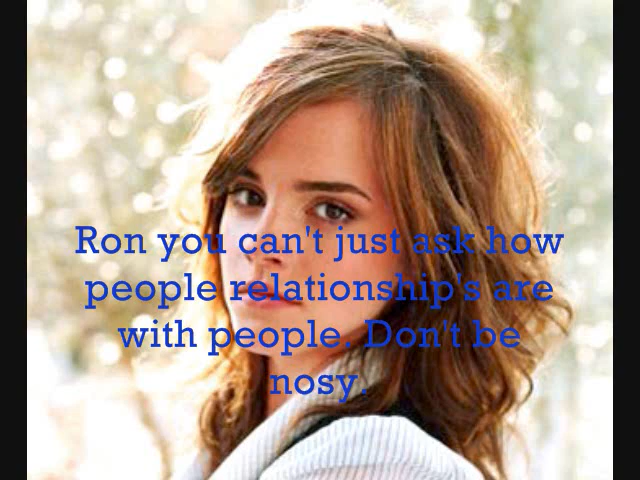 Ron you can't just ask how
people relationship's are
with people. Don't be
nosy.